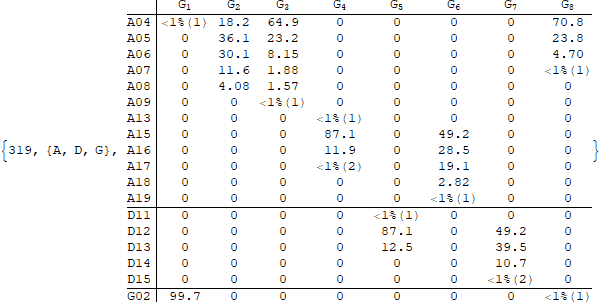 G₁ G₂ G₃ G₄ G₅ G₆ G₇ G₈
A04 <1%(1) 18.2 64.9 0 0 0 0 70.8
A05 0 36.1 23.2 0 0 0 0 23.8
A06 0 30.1 8.15 0 0 0 0 4.70
A07 0 11.6 1.88 0 0 0 0 <1%(1)
A08 0 4.08 1.57 0 0 0 0 0
A09 0 0 <1%(1) 0 0 0 0 0
A13 0 0 0 <1%(1) 0 0 0 0
A15 0 0 0 87.1 0 49.2 0 0
{319, {A, D, G}, A16 0 0 0 11.9 0 28.5 0 0 }
A17 0 0 0 <1%(2) 0 19.1 0 0
A18 0 0 0 0 0 2.82 0 0
A19 0 0 0 0 0 <1%(1) 0 0
D11 0 0 0 0 <1%(1) 0 0 0
D12 0 0 0 0 87.1 0 49.2 0
D13 0 0 0 0 12.5 0 39.5 0
D14 0 0 0 0 0 0 10.7 0
D15 0 0 0 0 0 0 <1%(2) 0
G02 99.7 0 0 0 0 0 0 <1%(1)